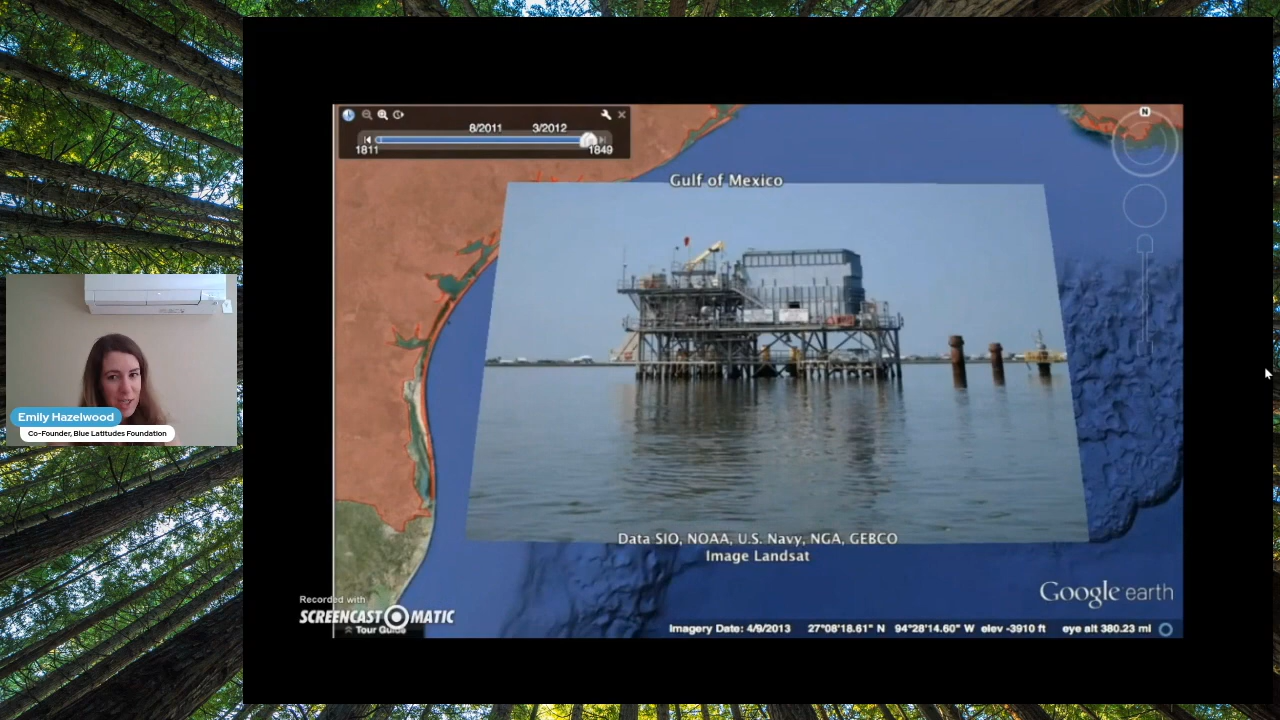 8/2011 3/2012
1811 1849
N
Gulf of Mexico
Emily Hazelwood
Co-Founder, Blue Latitudes Foundation
Data SIO, NOAA, U.S. Navy, NGA, GEBCO
Image Landsat
Google earth
Recorded with
SCREENCAST MATIC
Tour Guide
Imagery Date: 4/9/2013 27°08'18.61" N 94°28'14.60" W elev -3910 ft eye alt 380.23 mi